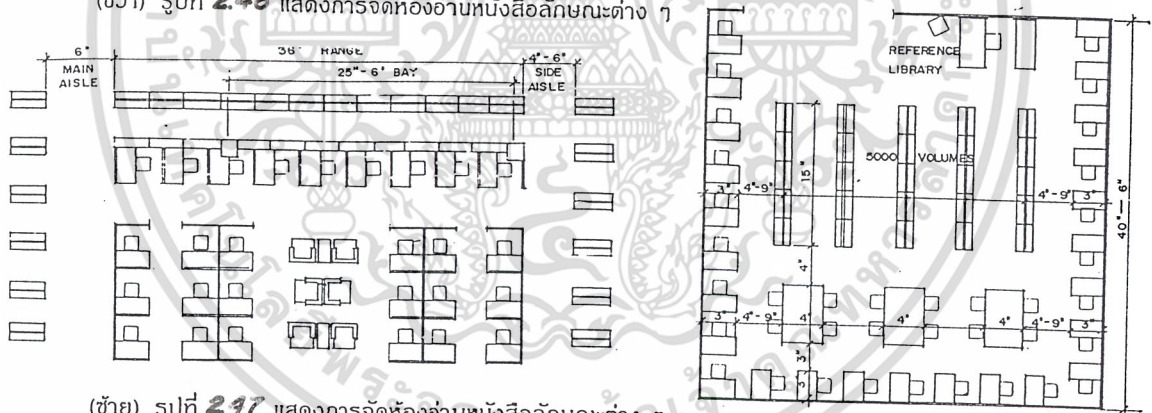 (ขวา) รูปที่ 2.46 แสดงการจัดห้องอ่านหนังสือลักษณะต่าง ๆ
6"
MAIN
AISLE
36' RANGE
25"-6" BAY
4"-6"
SIDE
AISLE
REFERENCE
LIBRARY
5000 VOLUMES
15"
3" 4"-9"
4"-9" 3"
40"— 6"
4"
3" 4"-9" 4" 4" 4" 4"-9" 3"
3"
3"
(ซ้าย) รูปที่ 2.47 แสดงการจัดห้องอ่านหนังสือลักษณะต่าง ๆ